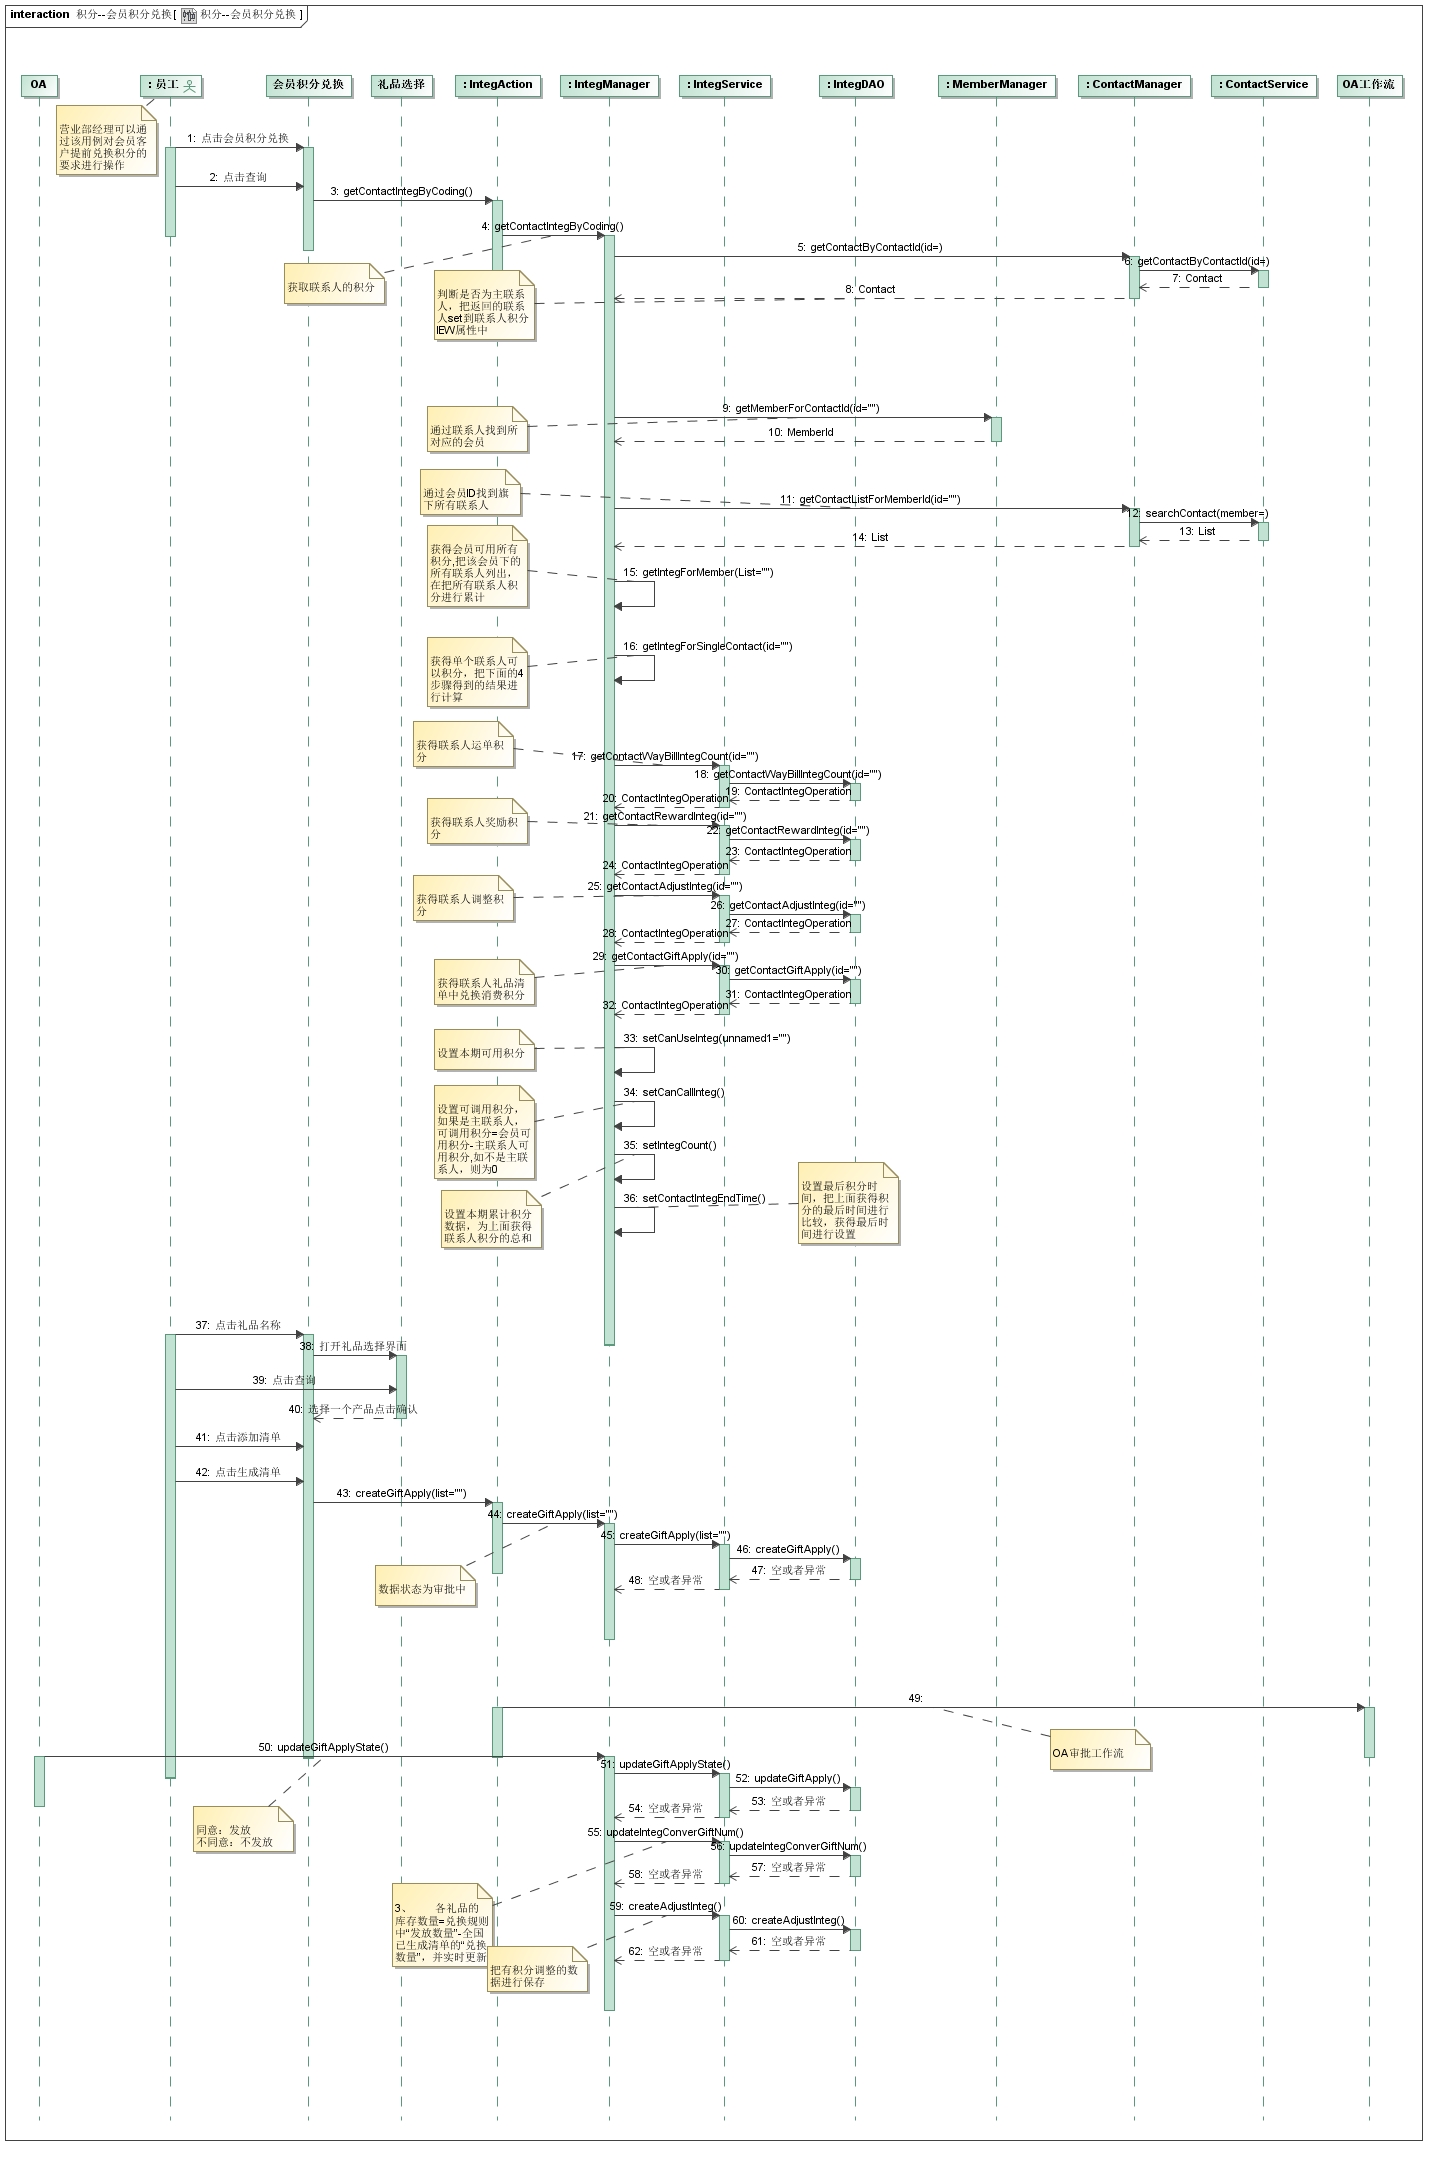 interaction 积分--会员积分兑换[ 积分--会员积分兑换 ]
OA
: 员工
会员积分兑换
礼品选择
: IntegAction
: IntegManager
: IntegService
: IntegDAO
: MemberManager
: ContactManager
: ContactService
OA工作流
营业部经理可以通
过该用例对会员客
户提前兑换积分的
要求进行操作
1: 点击会员积分兑换
2: 点击查询
3: getContactIntegByCoding()
4: getContactIntegByCoding()
5: getContactByContactId(id=)
6: getContactByContactId(id=)
7: Contact
8: Contact
获取联系人的积分
判断是否为主联系
人，把返回的联系
人set到联系人积分
IEW属性中
9: getMemberForContactId(id="")
通过联系人找到所
对应的会员
10: MemberId
通过会员ID找到旗
下所有联系人
11: getContactListForMemberId(id="")
12: searchContact(member=)
13: List
14: List
获得会员可用所有
积分,把该会员下的
所有联系人列出，
在把所有联系人积
分进行累计
15: getIntegForMember(List="")
16: getIntegForSingleContact(id="")
获得单个联系人可
以积分，把下面的4
步骤得到的结果进
行计算
获得联系人运单积
分
17: getContactWayBillIntegCount(id="")
18: getContactWayBillIntegCount(id="")
19: ContactIntegOperation
20: ContactIntegOperation
获得联系人奖励积
分
21: getContactRewardInteg(id="")
22: getContactRewardInteg(id="")
23: ContactIntegOperation
24: ContactIntegOperation
获得联系人调整积
分
25: getContactAdjustInteg(id="")
26: getContactAdjustInteg(id="")
27: ContactIntegOperation
28: ContactIntegOperation
获得联系人礼品清
单中兑换消费积分
29: getContactGiftApply(id="")
30: getContactGiftApply(id="")
31: ContactIntegOperation
32: ContactIntegOperation
设置本期可用积分
33: setCanUseInteg(unnamed1="")
设置可调用积分，
如果是主联系人，
可调用积分=会员可
用积分-主联系人可
用积分,如不是主联
系人，则为0
34: setCanCallInteg()
35: setIntegCount()
设置本期累计积分
数据，为上面获得
联系人积分的总和
36: setContactIntegEndTime()
设置最后积分时
间，把上面获得积
分的最后时间进行
比较，获得最后时
间进行设置
37: 点击礼品名称
38: 打开礼品选择界面
39: 点击查询
40: 选择一个产品点击确认
41: 点击添加清单
42: 点击生成清单
43: createGiftApply(list="")
44: createGiftApply(list="")
45: createGiftApply(list="")
46: createGiftApply()
47: 空或者异常
48: 空或者异常
数据状态为审批中
49:
OA审批工作流
50: updateGiftApplyState()
51: updateGiftApplyState()
52: updateGiftApply()
53: 空或者异常
54: 空或者异常
同意：发放
不同意：不发放
55: updateIntegConverGiftNum()
56: updateIntegConverGiftNum()
57: 空或者异常
58: 空或者异常
3、 各礼品的
库存数量=兑换规则
中“发放数量”-全国
已生成清单的“兑换
数量”，并实时更新
59: createAdjustInteg()
60: createAdjustInteg()
61: 空或者异常
62: 空或者异常
把有积分调整的数
据进行保存